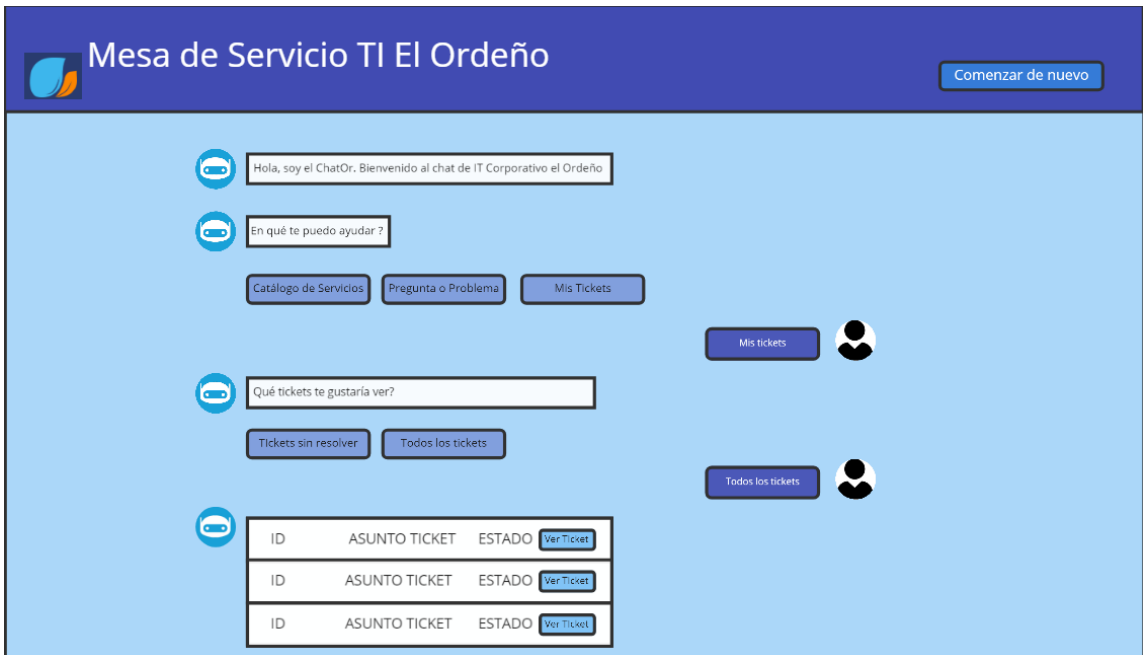 Mesa de Servicio TI El Ordeño
Comenzar de nuevo
Hola, soy el ChatOr. Bienvenido al chat de IT Corporativo el Ordeño
En qué te puedo ayudar ?
Catálogo de Servicios Pregunta o Problema Mis Tickets
Mis tickets
Qué tickets te gustaría ver?
TIckets sin resolver Todos los tickets
Todos los tickets
ID ASUNTO TICKET ESTADO Ver Ticket
ID ASUNTO TICKET ESTADO Ver Ticket
ID ASUNTO TICKET ESTADO Ver Ticket